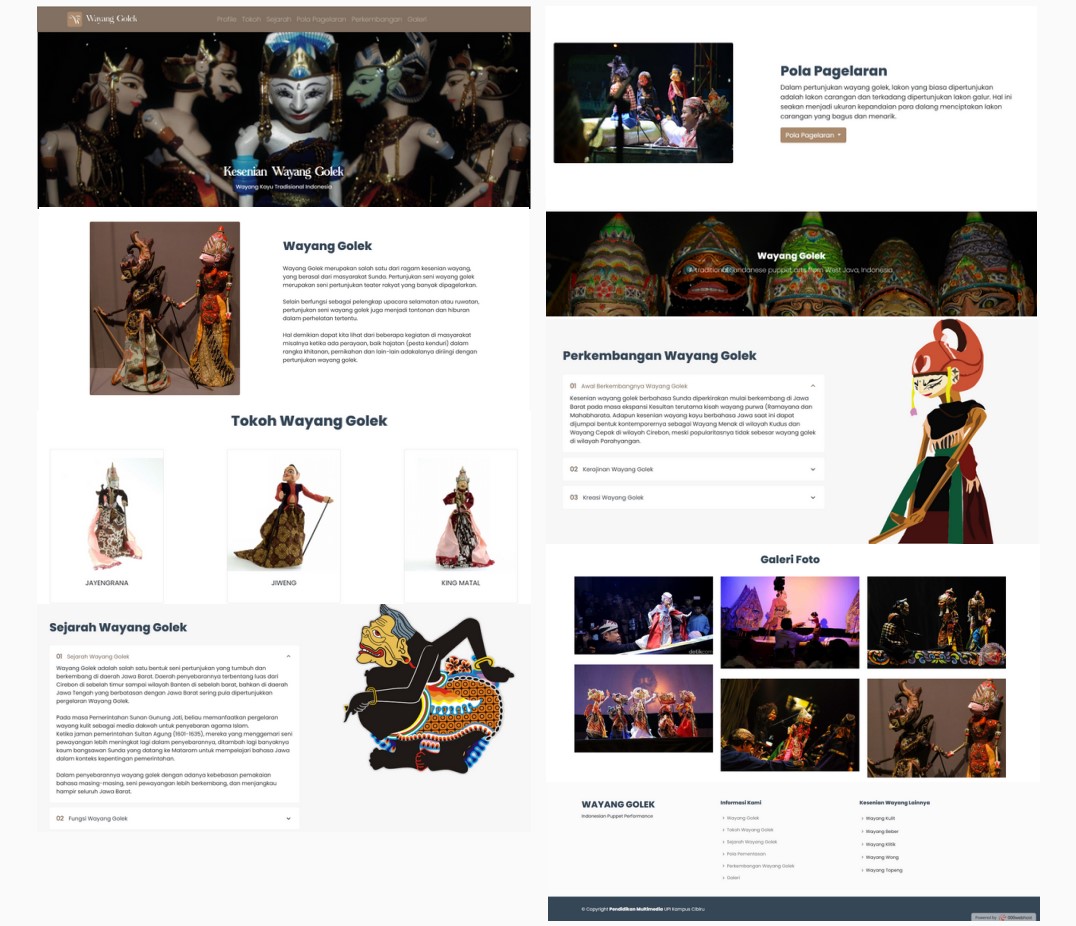 Wayang Golek
Profile Tokoh Sejarah Pola Pagelaran Perkembangan Galeri
Kesenian Wayang Golek
Wayang Kayu Tradisional Indonesia
Wayang Golek
Wayang Golek merupakan salah satu dari ragam kesenian wayang,
yang berasal dari masyarakat Sunda. Pertunjukan seni wayang golek
merupakan seni pertunjukan teater rakyat yang banyak dipagelarkan.
Selain berfungsi sebagai pelengkap upacara selamatan atau ruwatan,
pertunjukan seni wayang golek juga menjadi tontonan dan hiburan
dalam perhelatan tertentu.
Hal demikian dapat kita lihat dari beberapa kegiatan di masyarakat
misalnya ketika ada perayaan, baik hajatan (pesta kenduri) dalam
rangka khitanan, pernikahan dan lain-lain adakalanya diriingi dengan
pertunjukan wayang golek.
Tokoh Wayang Golek
JAYENGRANA
JIWENG
KING MATAL
Sejarah Wayang Golek
01 Sejarah Wayang Golek
Wayang Golek adalah salah satu bentuk seni pertunjukan yang tumbuh dan
berkembang di daerah Jawa Barat. Daerah penyebarannya terbentang luas dari
Cirebon di sebelah timur sampai wilayah Banten di sebelah barat, bahkan di daerah
Jawa Tengah yang berbatasan dengan Jawa Barat sering pula dipertunjukkan
pergelaran Wayang Golek.
Pada masa Pemerintahan Sunan Gunung Jati, beliau memanfaatkan pergelaran
wayang kulit sebagai media dakwah untuk penyebaran agama Islam.
Ketika jaman pemerintahan Sultan Agung (1601-1635), mereka yang menggemari seni
pewayangan lebih meningkat lagi dalam penyebarannya, ditambah lagi banyaknya
kaum bangsawan Sunda yang datang ke Mataram untuk mempelajari bahasa Jawa
dalam konteks kepentingan pemerintahan.
Dalam penyebarannya wayang golek dengan adanya kebebasan pemakaian
bahasa masing-masing, seni pewayangan lebih berkembang, dan menjangkau
hampir seluruh Jawa Barat.
02 Fungsi Wayang Golek
Pola Pagelaran
Dalam pertunjukan wayang golek, lakon yang biasa dipertunjukan
adalah lakon carangan dan terkadang dipertunjukan lakon galur. Hal ini
seakan menjadi ukuran kepandaian para dalang menciptakan lakon
carangan yang bagus dan menarik.
Pola Pagelaran
Wayang Golek
A traditional Sundanese puppet arts from West Java, Indonesia
Perkembangan Wayang Golek
01 Awal Berkembangnya Wayang Golek
Kesenian wayang golek berbahasa Sunda diperkirakan mulai berkembang di Jawa
Barat pada masa ekspansi Kesultan terutama kisah wayang purwa (Ramayana dan
Mahabharata. Adapun kesenian wayang kayu berbahasa Jawa saat ini dapat
dijumpai bentuk kontemporernya sebagai Wayang Menak di wilayah Kudus dan
Wayang Cepak di wilayah Cirebon, meski popularitasnya tidak sebesar wayang golek
di wilayah Parahyangan.
02 Kerajinan Wayang Golek
03 Kreasi Wayang Golek
Galeri Foto
detikcom
WAYANG GOLEK
Indonesian Puppet Performance
Informasi Kami
Wayang Golek
Tokoh Wayang Golek
Sejarah Wayang Golek
Pola Pementasan
Perkembangan Wayang Golek
Galeri
Kesenian Wayang Lainnya
Wayang Kulit
Wayang Beber
Wayang Klitik
Wayang Wong
Wayang Topeng
© Copyright Pendidikan Multimedia UPI Kampus Cibiru
Powered by 000webhost